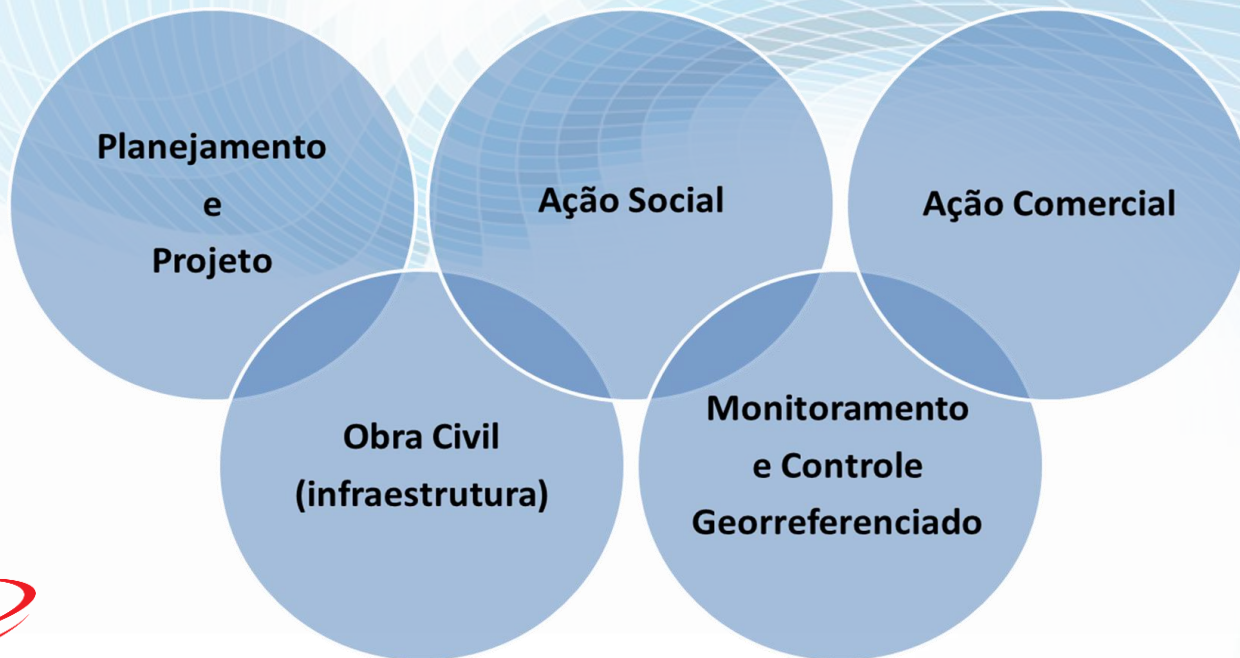 Planejamento
e
Projeto
Ação Social
Ação Comercial
Obra Civil
(infraestrutura)
Monitoramento
e Controle
Georreferenciado